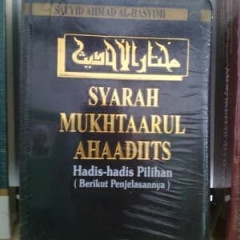 SAYYID AHMAD AL-HASYIMI
مختار الأحاديث
SYARAH
MUKHTAARUL
AHAADIITS
Hadis-hadis Pilihan
( Berikut Penjelasannya )